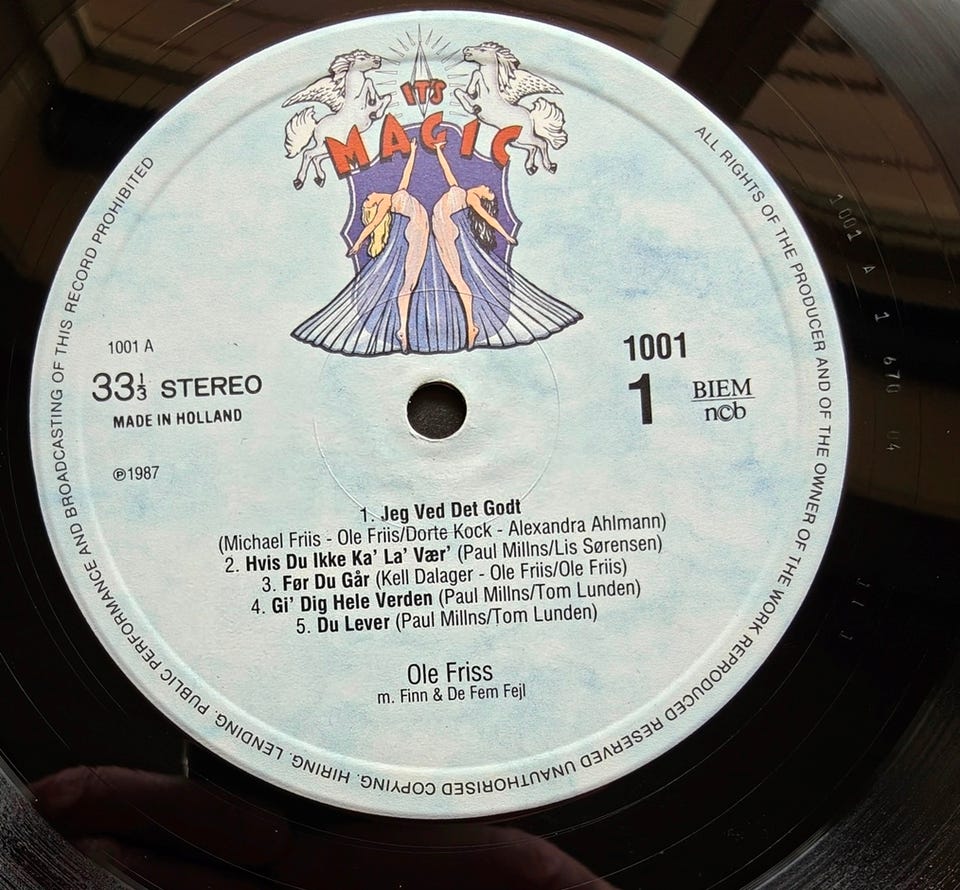 IT'S
MAGIC
1001 A
33⅓ STEREO
MADE IN HOLLAND
℗1987
1001
1
BIEM
n©b
1. Jeg Ved Det Godt
(Michael Friis - Ole Friis/Dorte Kock - Alexandra Ahlmann)
2. Hvis Du Ikke Ka' La' Vær' (Paul Millns/Lis Sørensen)
3. Før Du Går (Kell Dalager - Ole Friis/Ole Friis)
4. Gi' Dig Hele Verden (Paul Millns/Tom Lunden)
5. Du Lever (Paul Millns/Tom Lunden)
Ole Friss
m. Finn & De Fem Fejl
ALL RIGHTS OF THE PRODUCER AND OF THE OWNER OF THE WORK REPRODUCED RESERVED UNAUTHORISED COPYING. HIRING. LENDING. PUBLIC PERFORMANCE AND BROADCASTING OF THIS RECORD PROHIBITED
1001 A 1 670 04